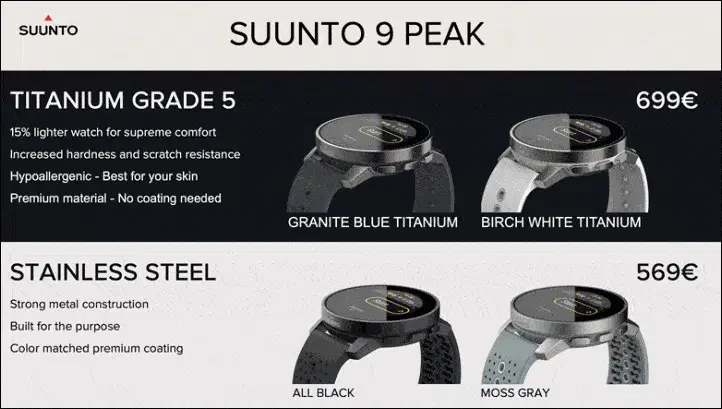 SUUNTO
SUUNTO 9 PEAK
TITANIUM GRADE 5
699€
15% lighter watch for supreme comfort
Increased hardness and scratch resistance
Hypoallergenic - Best for your skin
Premium material - No coating needed
GRANITE BLUE TITANIUM
BIRCH WHITE TITANIUM
STAINLESS STEEL
569€
Strong metal construction
Built for the purpose
Color matched premium coating
ALL BLACK
MOSS GRAY